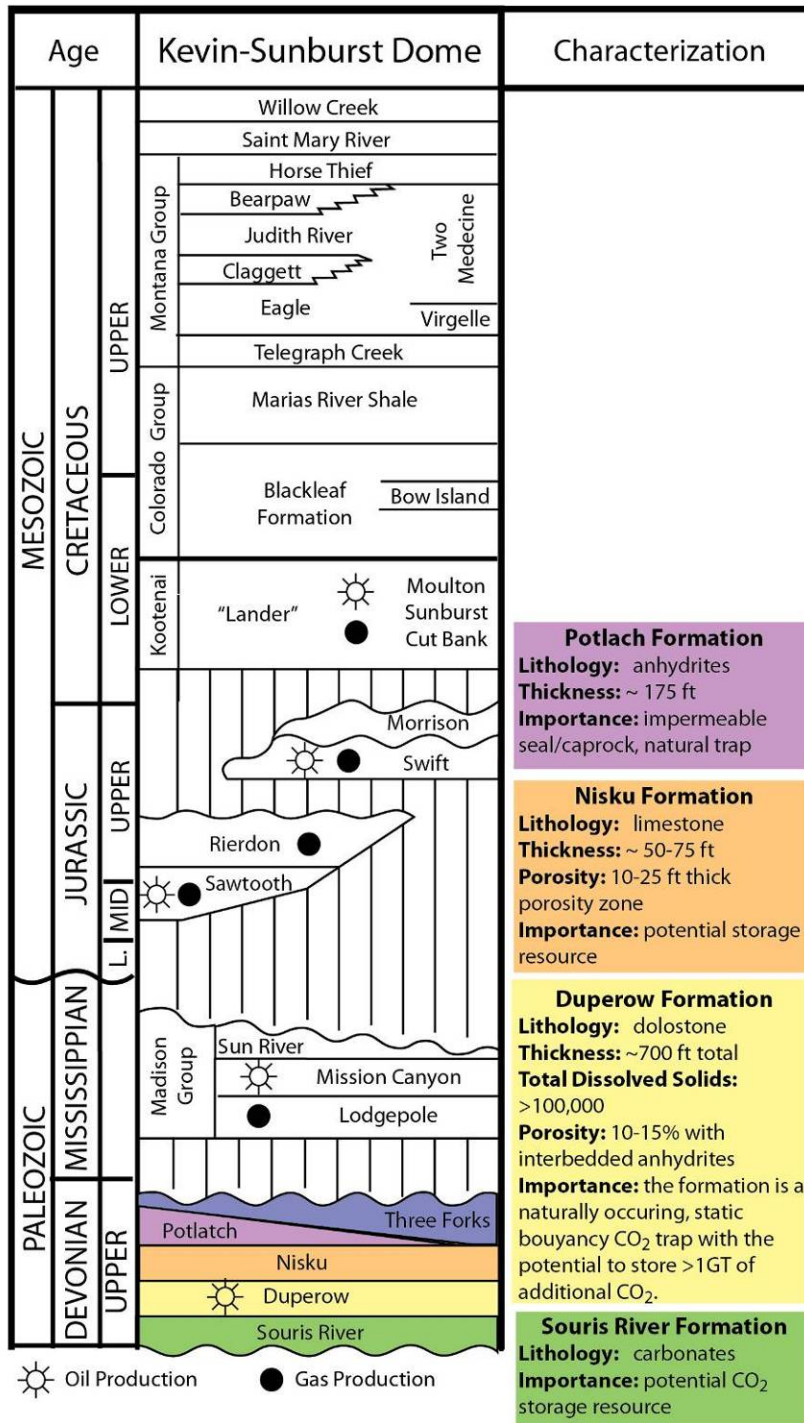 Age
Kevin-Sunburst Dome
Characterization
MESOZOIC
CRETACEOUS
UPPER
LOWER
Montana Group
Colorado Group
Kootenai
Willow Creek
Saint Mary River
Horse Thief
Bearpaw
Judith River
Claggett
Eagle
Two
Medecine
Virgelle
Telegraph Creek
Marias River Shale
Blackleaf
Formation
Bow Island
"Lander"
Moulton
Sunburst
Cut Bank
JURASSIC
UPPER
MID
L.
Morrison
Swift
Rierdon
Sawtooth
PALEOZOIC
MISSISSIPPIAN
Madison
Group
Sun River
Mission Canyon
Lodgepole
DEVONIAN
UPPER
Three Forks
Potlatch
Nisku
Duperow
Souris River
Oil Production
Gas Production
Potlach Formation
Lithology: anhydrites
Thickness: ~ 175 ft
Importance: impermeable
seal/caprock, natural trap
Nisku Formation
Lithology: limestone
Thickness: ~ 50-75 ft
Porosity: 10-25 ft thick
porosity zone
Importance: potential storage
resource
Duperow Formation
Lithology: dolostone
Thickness: ~700 ft total
Total Dissolved Solids:
>100,000
Porosity: 10-15% with
interbedded anhydrites
Importance: the formation is a
naturally occuring, static
bouyancy CO₂ trap with the
potential to store >1GT of
additional CO₂.
Souris River Formation
Lithology: carbonates
Importance: potential CO₂
storage resource